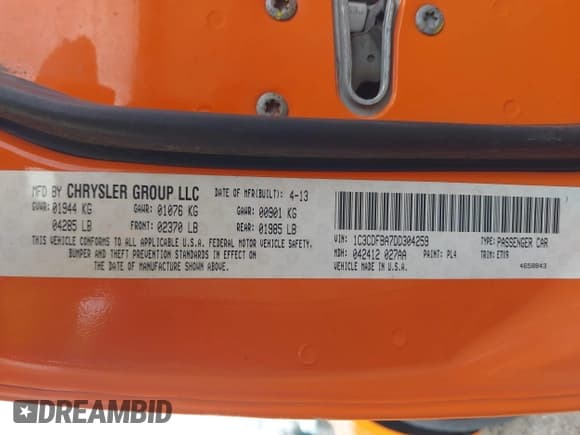 MFD BY CHRYSLER GROUP LLC DATE OF MFR(BUILT): 4-13
GVWR: 01944 KG GAWR: 01076 KG GAWR: 00901 KG
04285 LB FRONT: 02370 LB REAR: 01985 LB
THIS VEHICLE CONFORMS TO ALL APPLICABLE U.S.A. FEDERAL MOTOR VEHICLE SAFETY,
BUMPER AND THEFT PREVENTION STANDARDS IN EFFECT ON
THE DATE OF MANUFACTURE SHOWN ABOVE.
VIN: 1C3CDFBA7DD304259 TYPE: PASSENGER CAR
MDH: 042412 027AA PAINT: PL4 TRIM: ETX9
VEHICLE MADE IN U.S.A. 4658843
DREAMBID